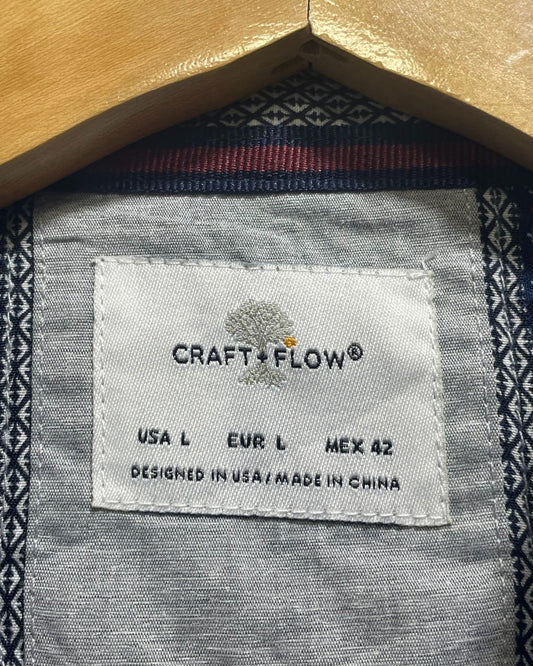 CRAFT+FLOW®
USA L EUR L MEX 42
DESIGNED IN USA / MADE IN CHINA